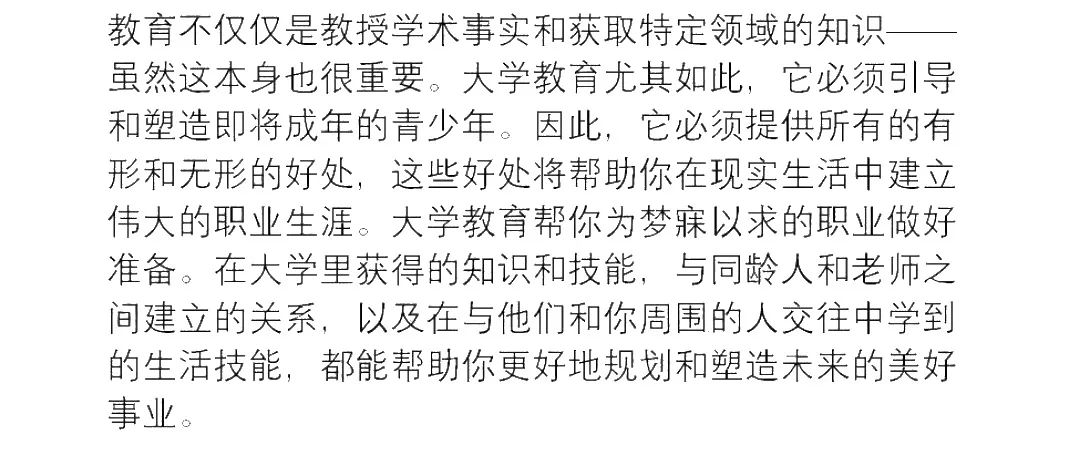 教育不仅仅是教授学术事实和获取特定领域的知识——
虽然这本身也很重要。大学教育尤其如此，它必须引导
和塑造即将成年的青少年。因此，它必须提供所有的有
形和无形的好处，这些好处将帮助你在现实生活中建立
伟大的职业生涯。大学教育帮你为梦寐以求的职业做好
准备。在大学里获得的知识和技能，与同龄人和老师之
间建立的关系，以及在与他们和你周围的人交往中学到
的生活技能，都能帮助你更好地规划和塑造未来的美好
事业。